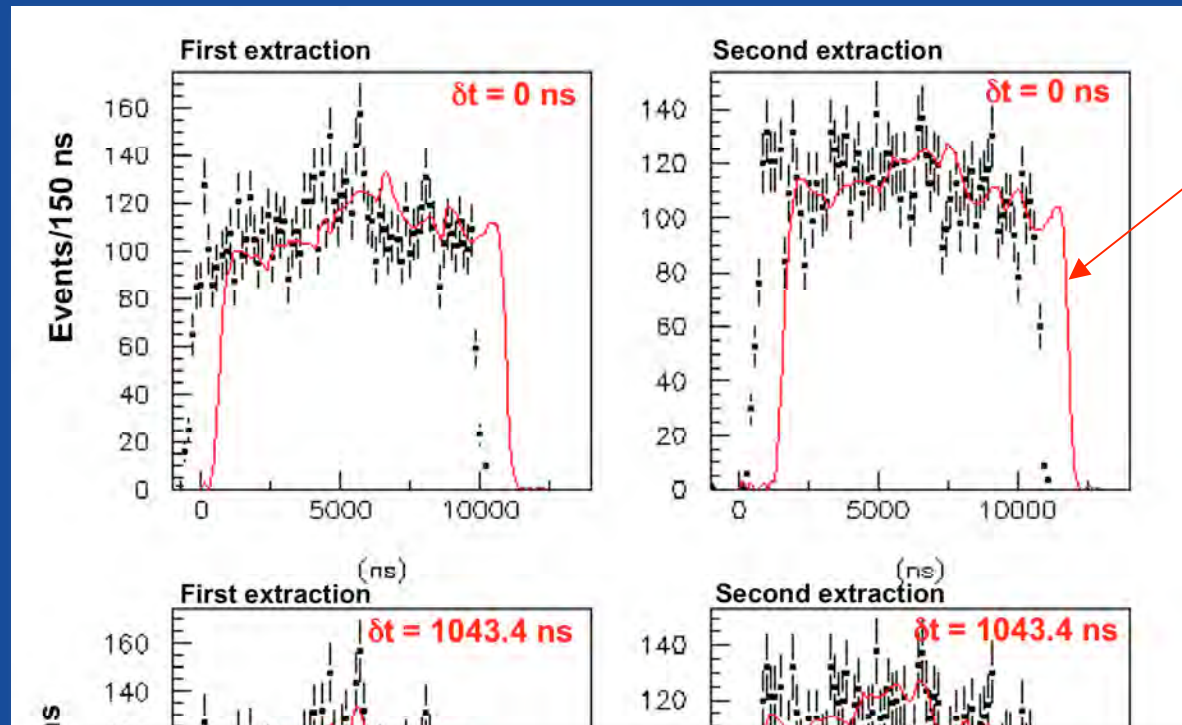 First extraction
Second extraction
δt = 0 ns
δt = 0 ns
Events/150 ns
160
140
120
100
80
60
40
20
0
0
5000
10000
(ns)
140
120
100
80
60
40
20
0
0
5000
10000
(ns)
First extraction
Second extraction
δt = 1043.4 ns
δt = 1043.4 ns
160
140
140
120